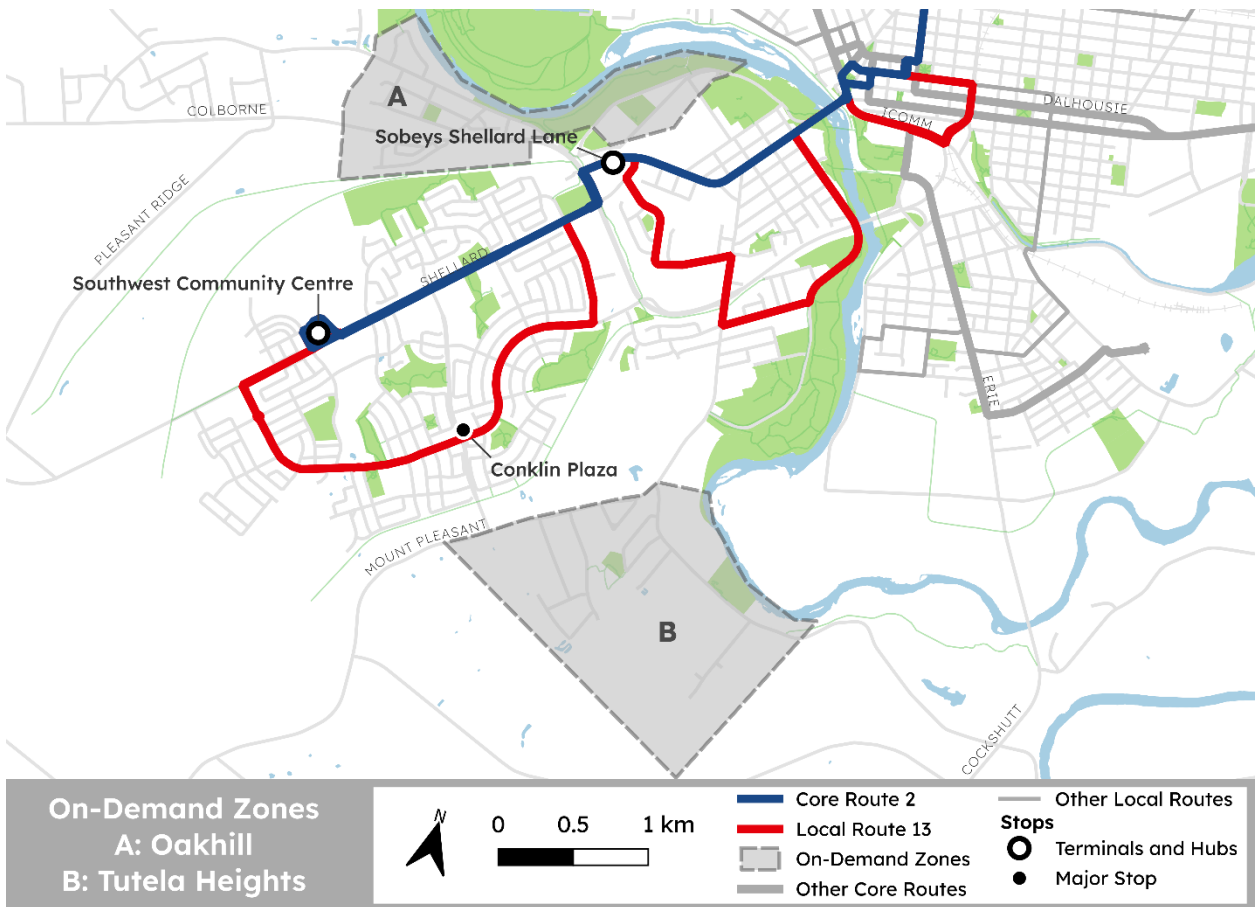 A
COLBORNE
Sobeys Shellard Lane
DALHOUSIE
ICOMM
PLEASANT RIDGE
SHELLARD
Southwest Community Centre
ERIE
Conklin Plaza
MOUNT PLEASANT
B
COCKSHUTT
On-Demand Zones
A: Oakhill
B: Tutela Heights
N
0 0.5 1 km
Core Route 2
Local Route 13
On-Demand Zones
Other Core Routes
Other Local Routes
Stops
Terminals and Hubs
Major Stop